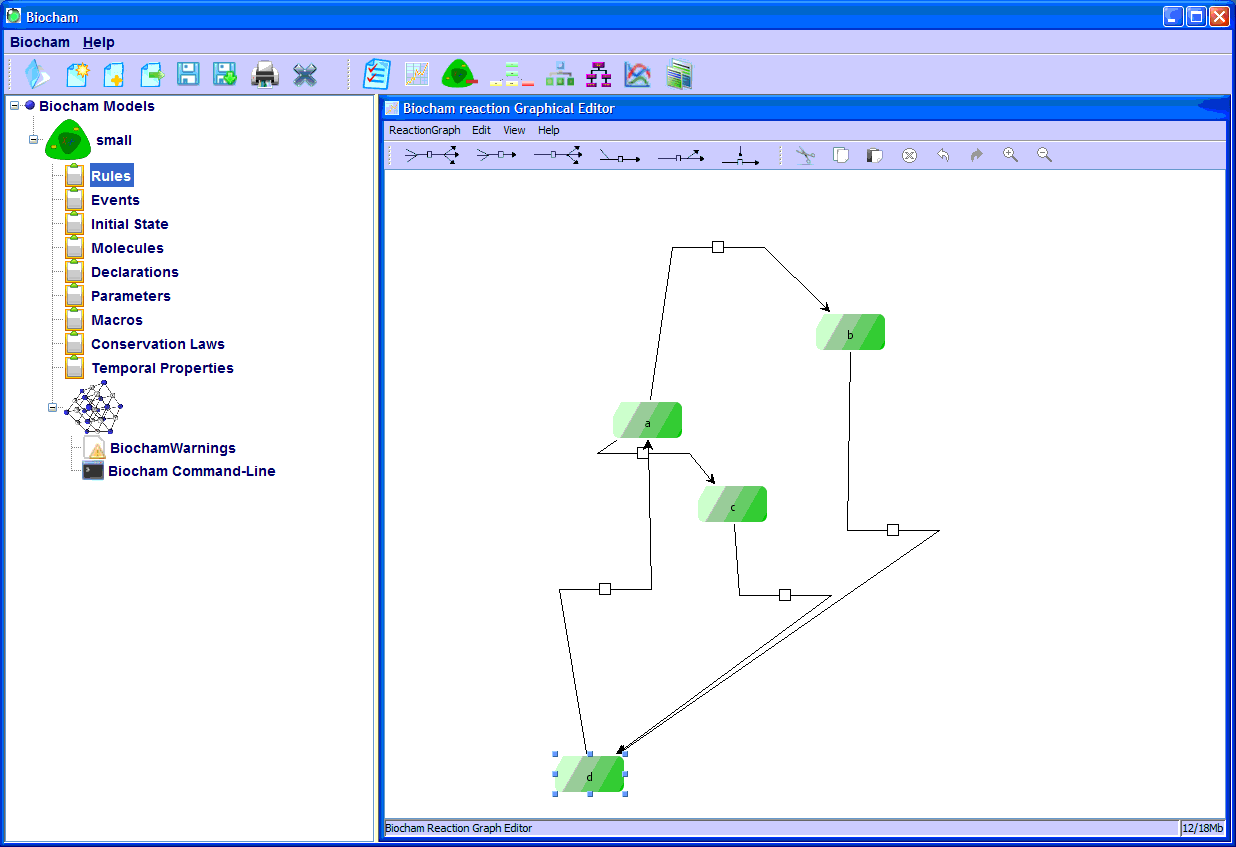 Biocham
Biocham Help
Biocham Models
small
Rules
Events
Initial State
Molecules
Declarations
Parameters
Macros
Conservation Laws
Temporal Properties
BiochamWarnings
Biocham Command-Line
Biocham reaction Graphical Editor
ReactionGraph Edit View Help
b
a
c
d
Biocham Reaction Graph Editor
12/18Mb